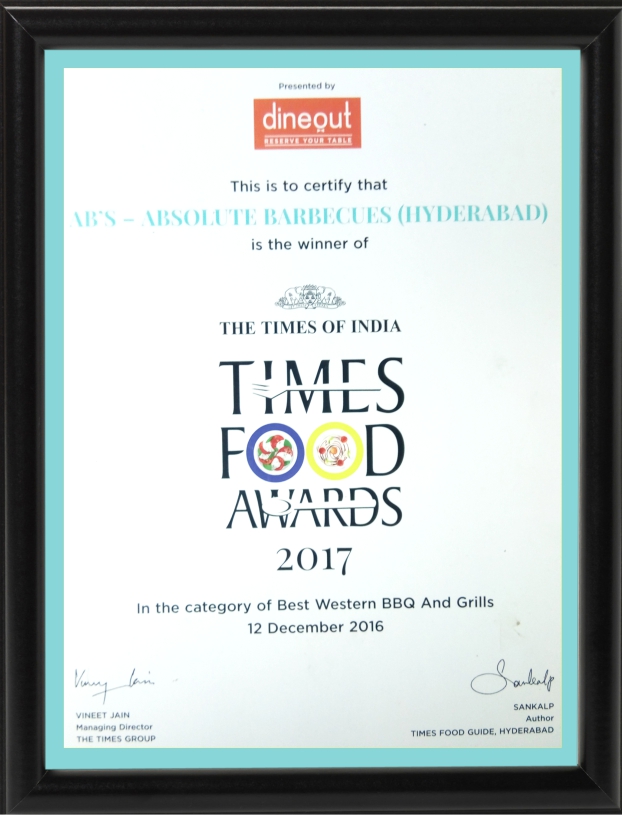 Presented by
dineout
RESERVE YOUR TABLE
This is to certify that
AB'S – ABSOLUTE BARBECUES (HYDERABAD)
is the winner of
THE TIMES OF INDIA
TIMES
FOOD
AWARDS
2017
In the category of Best Western BBQ And Grills
12 December 2016
Vineet Jain
Sankalp
VINEET JAIN
Managing Director
THE TIMES GROUP
SANKALP
Author
TIMES FOOD GUIDE, HYDERABAD